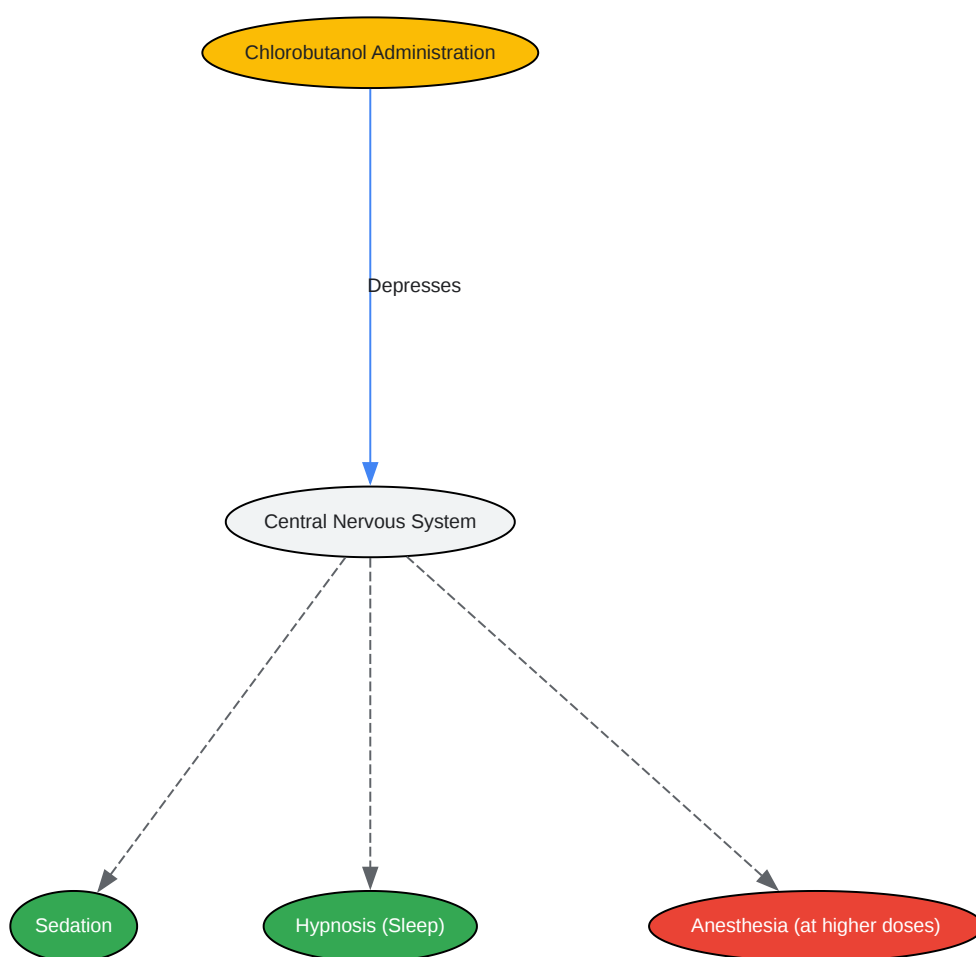 Chlorobutanol Administration
Depresses
Central Nervous System
Sedation
Hypnosis (Sleep)
Anesthesia (at higher doses)